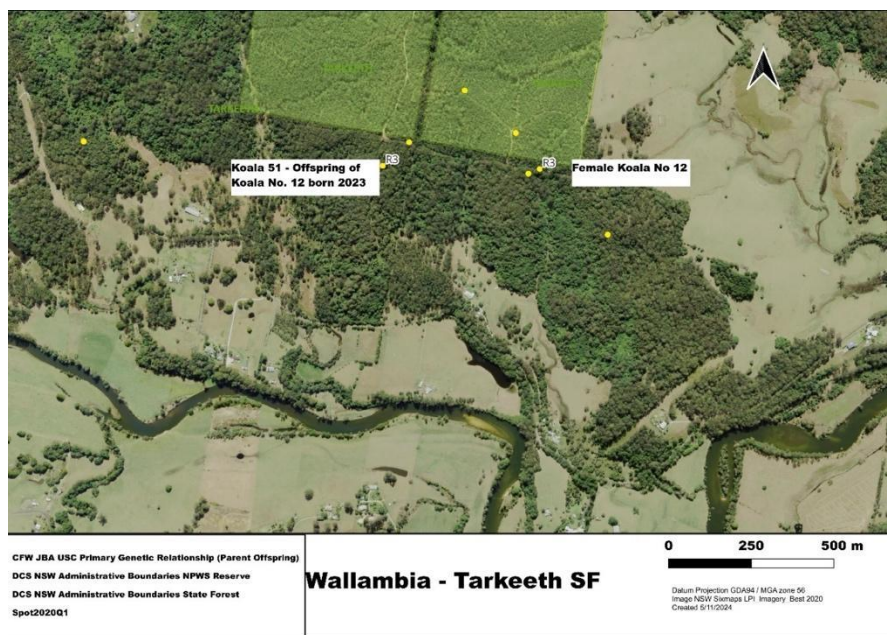 TARKEETH
R3
R3
Koala 51 - Offspring of
Koala No. 12 born 2023
Female Koala No 12
CFW JBA USC Primary Genetic Relationship (Parent Offspring)
DCS NSW Administrative Boundaries NPWS Reserve
DCS NSW Administrative Boundaries State Forest
Spot2020Q1
Wallambia - Tarkeeth SF
0 250 500 m
Datum Projection GDA94 / MGA zone 56
Image NSW Sixmaps LPI Imagery Best 2020
Created 5/11/2024